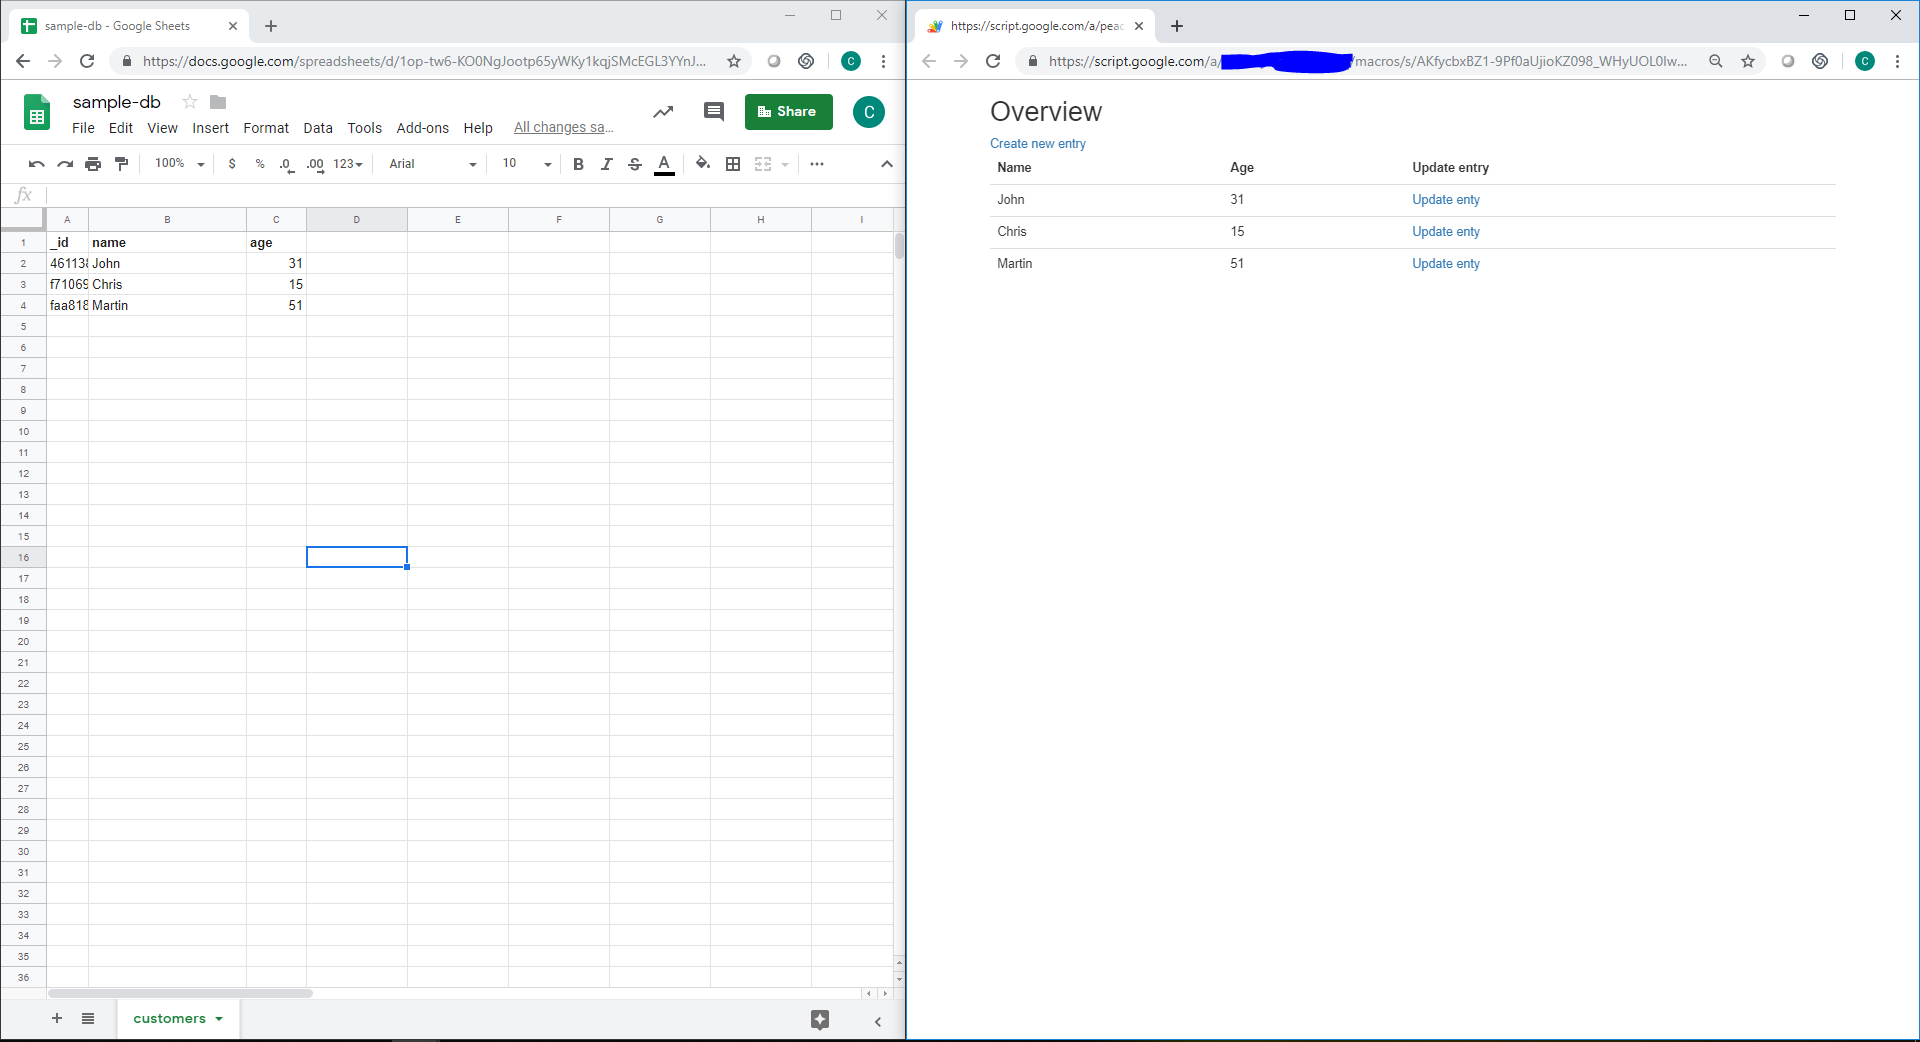 sample-db - Google Sheets
https://docs.google.com/spreadsheets/d/1op-tw6-KO0NgJootp65yWKy1kqjSMcEGL3YYnJ...
C
sample-db
File Edit View Insert Format Data Tools Add-ons Help All changes sa...
Share
C
100% $ % .0 .00 123 Arial 10 B I S A
fx
A B C D E F G H I
1 _id name age
2 461138 John 31
3 f71069 Chris 15
4 faa818 Martin 51
5
6
7
8
9
10
11
12
13
14
15
16
17
18
19
20
21
22
23
24
25
26
27
28
29
30
31
32
33
34
35
36
customers
https://script.google.com/a/peac
https://script.google.com/a/ /macros/s/AKfycbxBZ1-9Pf0aUjioKZ098_WHyUOL0lw...
C
Overview
Create new entry
Name Age Update entry
John 31 Update enty
Chris 15 Update enty
Martin 51 Update enty